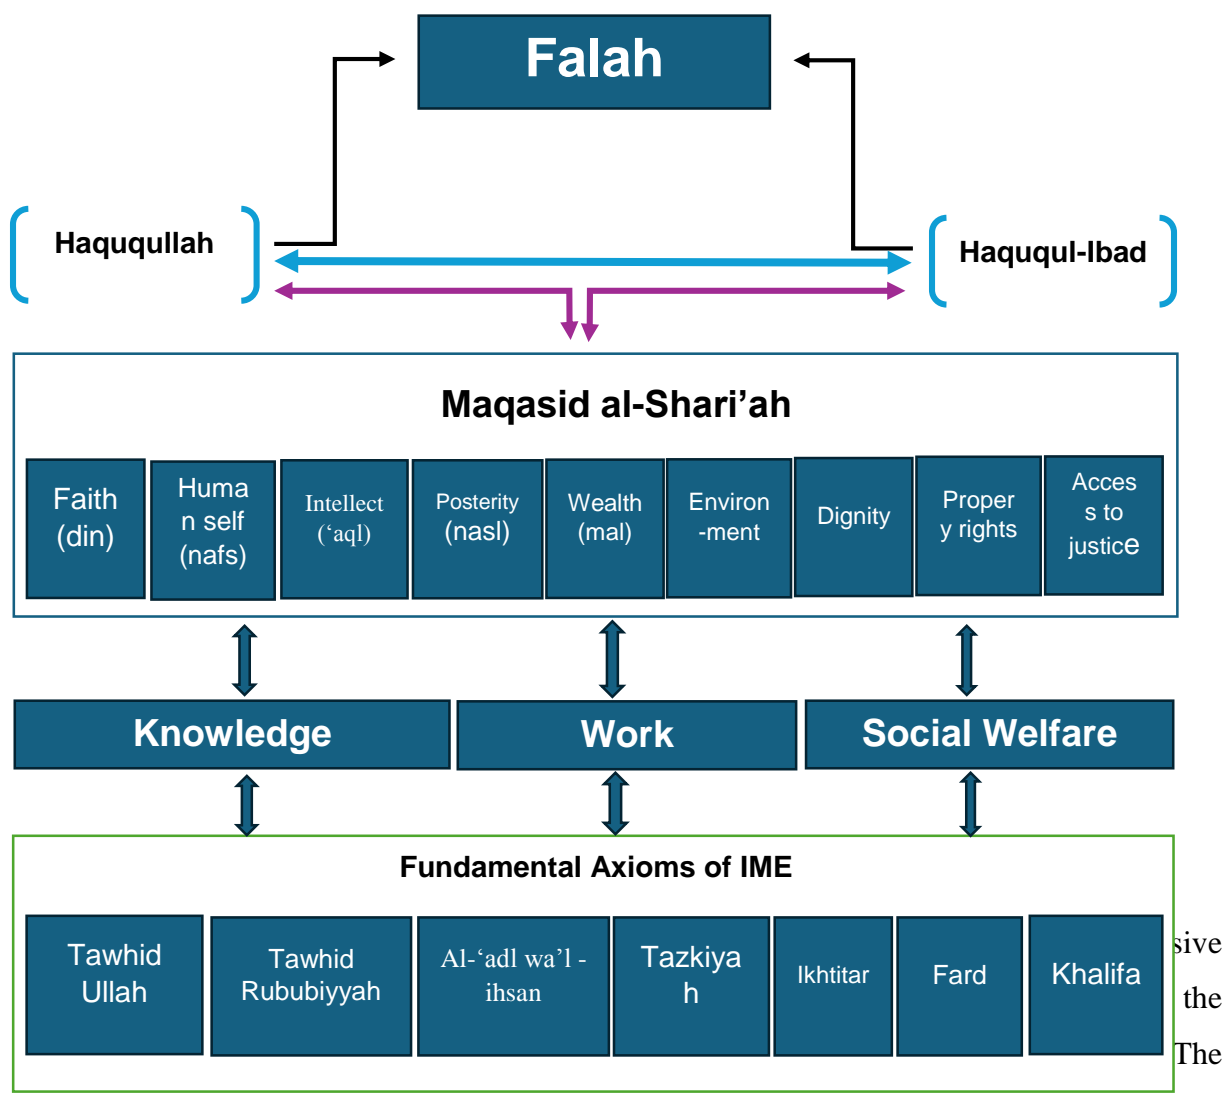 Falah
Haququllah
Haququl-Ibad
Maqasid al-Shari’ah
Faith
(din)
Huma
n self
(nafs)
Intellect
(‘aql)
Posterity
(nasl)
Wealth
(mal)
Environ
-ment
Dignity
Proper
y rights
Acces
s to
justice
Knowledge
Work
Social Welfare
Fundamental Axioms of IME
Tawhid
Ullah
Tawhid
Rububiyyah
Al-‘adl wa’l -
ihsan
Tazkiya
h
Ikhtitar
Fard
Khalifa
sive
the
The